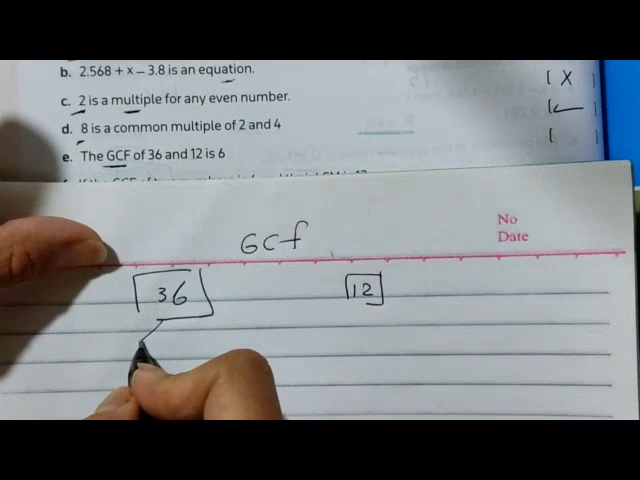 b. 2.568 + x – 3.8 is an equation. [ X ]
c. 2 is a multiple for any even number. [ ]
d. 8 is a common multiple of 2 and 4 [
e. The GCF of 36 and 12 is 6
No
GCf
Date
36 12